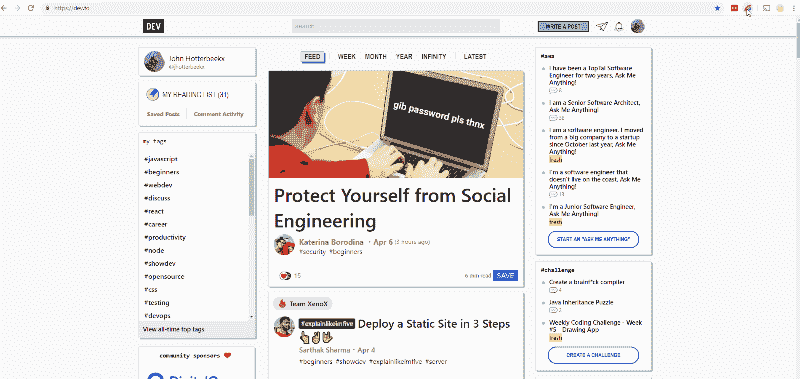 https://dev.to
DEV
search
WRITE A POST
John Hotterbeekx
MY READING LIST (31)
Saved Posts
Comment Activity
my tags
#javascript
#beginners
#webdev
#discuss
#react
#career
#productivity
#node
#showdev
#opensource
#css
#testing
#devops
View all-time top tags
community sponsors
FEED
WEEK
MONTH
YEAR
INFINITY
LATEST
gib password pls thnx
Protect Yourself from Social
Engineering
Katerina Borodina • Apr 6 (3 hours ago)
#security #beginners
15
6 min read
SAVE
Team XenoX
#explainlikeimfive Deploy a Static Site in 3 Steps
Sarthak Sharma • Apr 4
#beginners #showdev #explainlikeimfive #server
#ama
I have been a TopTal Software
Engineer for two years, Ask Me
Anything!
I am a Senior Software Architect,
Ask Me Anything!
I am a software engineer. I moved
from a big company to a startup
since October last year, Ask Me
Anything!
fresh
I'm a software engineer that
doesn't live on the coast, Ask Me
Anything!
I'm a Junior Software Engineer,
Ask Me Anything!
fresh
START AN "ASK ME ANYTHING"
#challenge
Create a brainf*ck compiler
Java Inheritance Puzzle
Weekly Coding Challenge - Week
#5 - Drawing App
fresh
CREATE A CHALLENGE